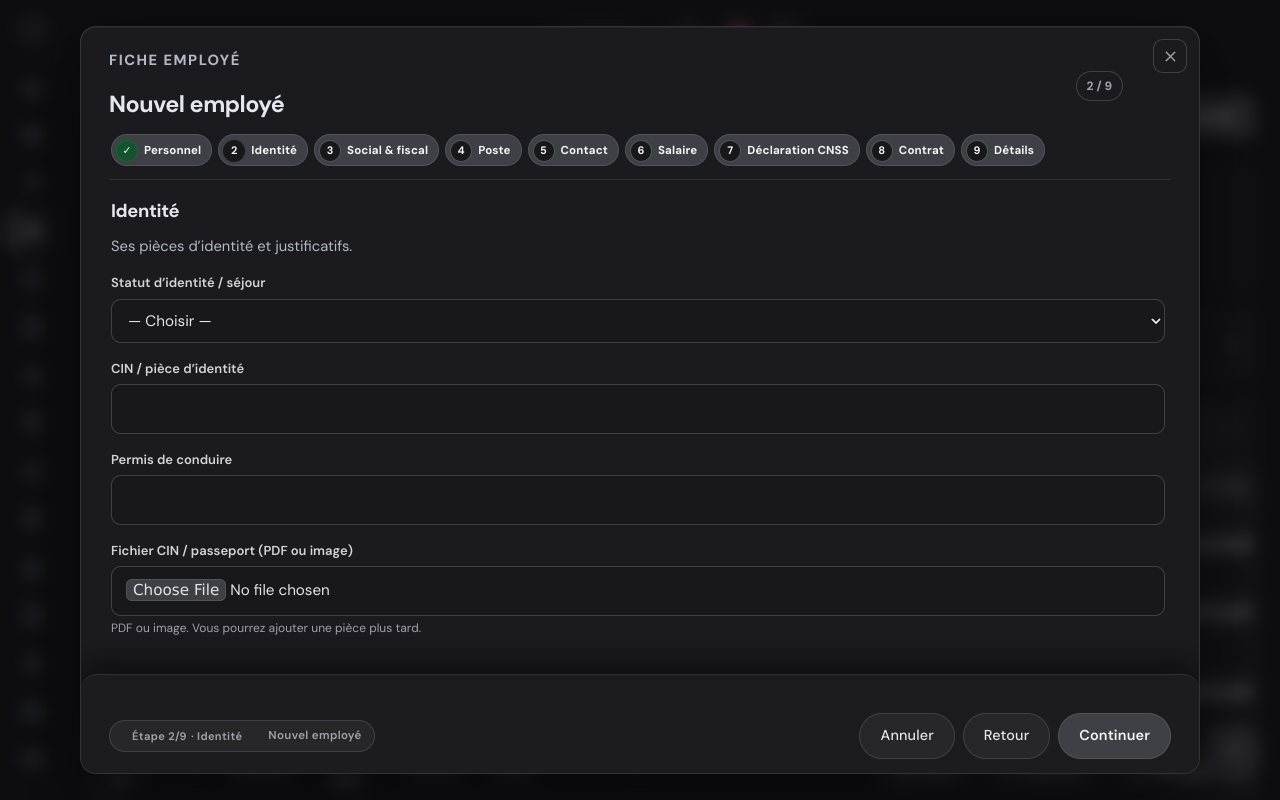 FICHE EMPLOYÉ
2 / 9
Nouvel employé
✓ Personnel 2 Identité 3 Social & fiscal 4 Poste 5 Contact 6 Salaire 7 Déclaration CNSS 8 Contrat 9 Détails
Identité
Ses pièces d’identité et justificatifs.
Statut d’identité / séjour
— Choisir —
CIN / pièce d’identité
Permis de conduire
Fichier CIN / passeport (PDF ou image)
Choose File No file chosen
PDF ou image. Vous pourrez ajouter une pièce plus tard.
Étape 2/9 · Identité Nouvel employé Annuler Retour Continuer